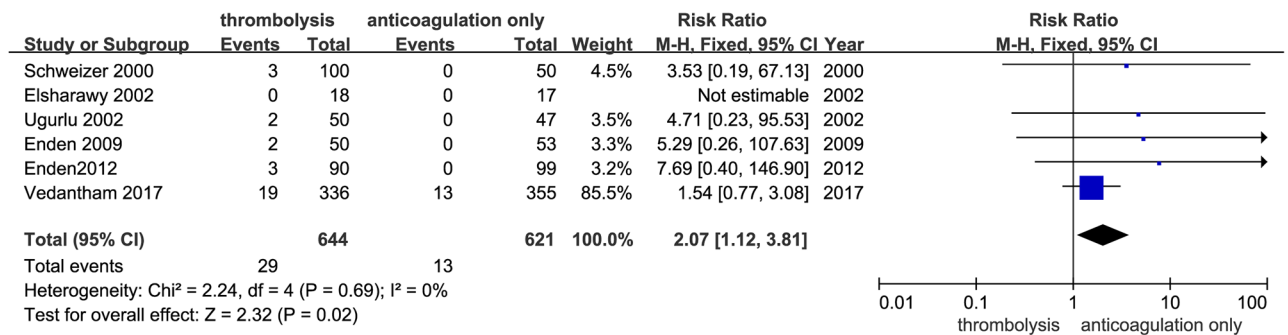 thrombolysis anticoagulation only Risk Ratio Risk Ratio
Study or Subgroup Events Total Events Total Weight M-H, Fixed, 95% CI Year M-H, Fixed, 95% CI
Schweizer 2000 3 100 0 50 4.5% 3.53 [0.19, 67.13] 2000
Elsharawy 2002 0 18 0 17 Not estimable 2002
Ugurlu 2002 2 50 0 47 3.5% 4.71 [0.23, 95.53] 2002
Enden 2009 2 50 0 53 3.3% 5.29 [0.26, 107.63] 2009
Enden2012 3 90 0 99 3.2% 7.69 [0.40, 146.90] 2012
Vedantham 2017 19 336 13 355 85.5% 1.54 [0.77, 3.08] 2017
Total (95% CI) 644 621 100.0% 2.07 [1.12, 3.81]
Total events 29 13
Heterogeneity: Chi² = 2.24, df = 4 (P = 0.69); I² = 0%
Test for overall effect: Z = 2.32 (P = 0.02)
0.01 0.1 1 10 100
thrombolysis anticoagulation only